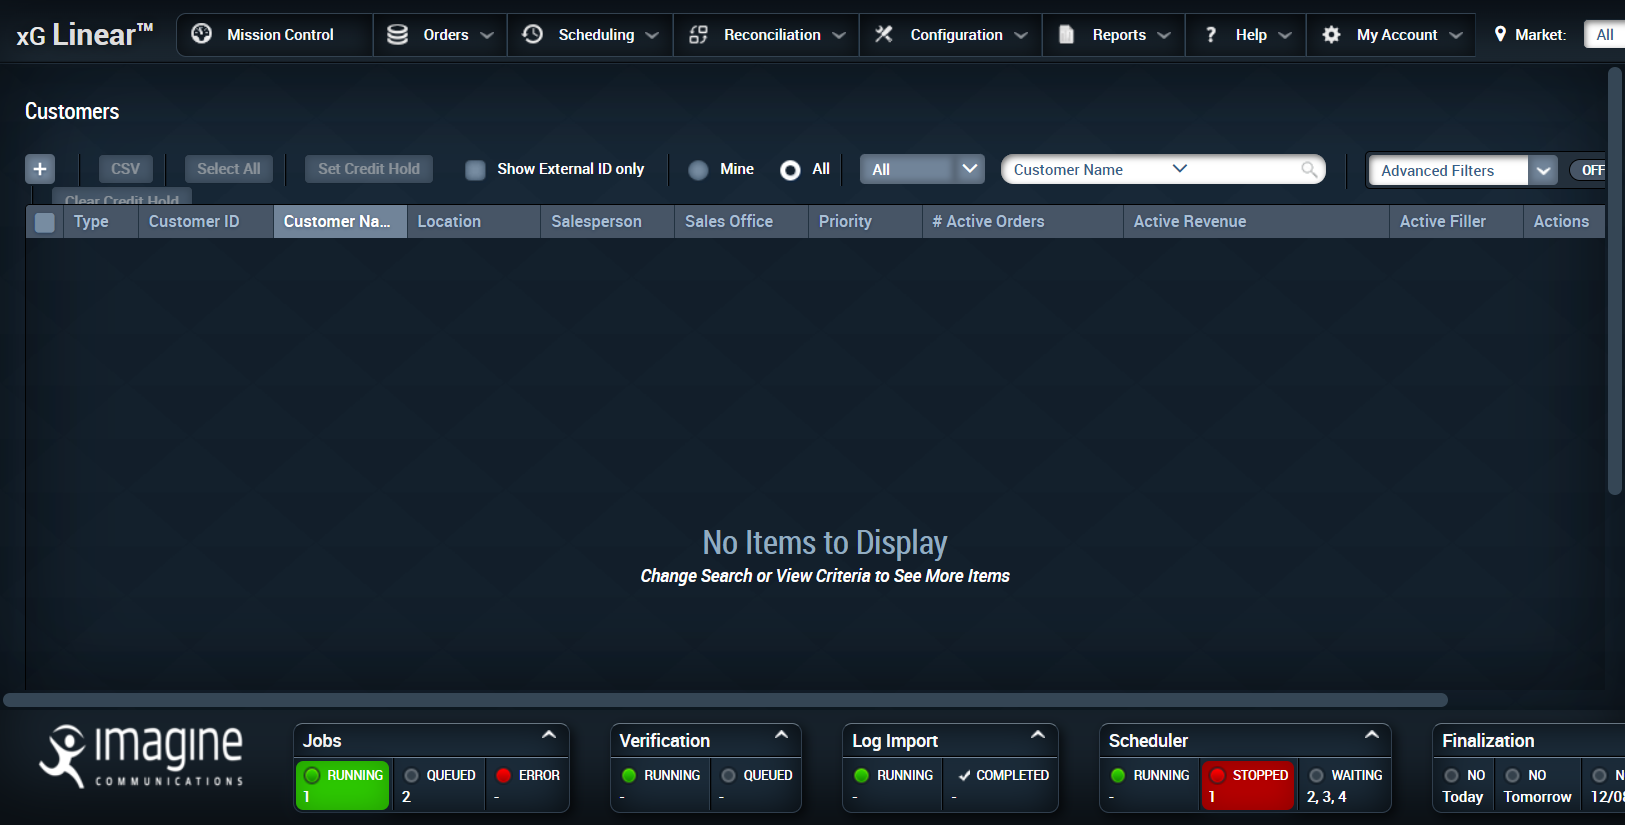 xG Linear™
Mission Control
Orders
Scheduling
Reconciliation
Configuration
Reports
? Help
My Account
Market:
All
Customers
+
CSV
Select All
Set Credit Hold
Show External ID only
Mine
All
All
Customer Name
Advanced Filters
OFF
Clear Credit Hold
Type
Customer ID
Customer Na...
Location
Salesperson
Sales Office
Priority
# Active Orders
Active Revenue
Active Filler
Actions
No Items to Display
Change Search or View Criteria to See More Items
imagine
COMMUNICATIONS
Jobs
RUNNING
1
QUEUED
2
ERROR
-
Verification
RUNNING
-
QUEUED
-
Log Import
RUNNING
-
COMPLETED
-
Scheduler
RUNNING
-
STOPPED
1
WAITING
2, 3, 4
Finalization
NO
Today
NO
Tomorrow